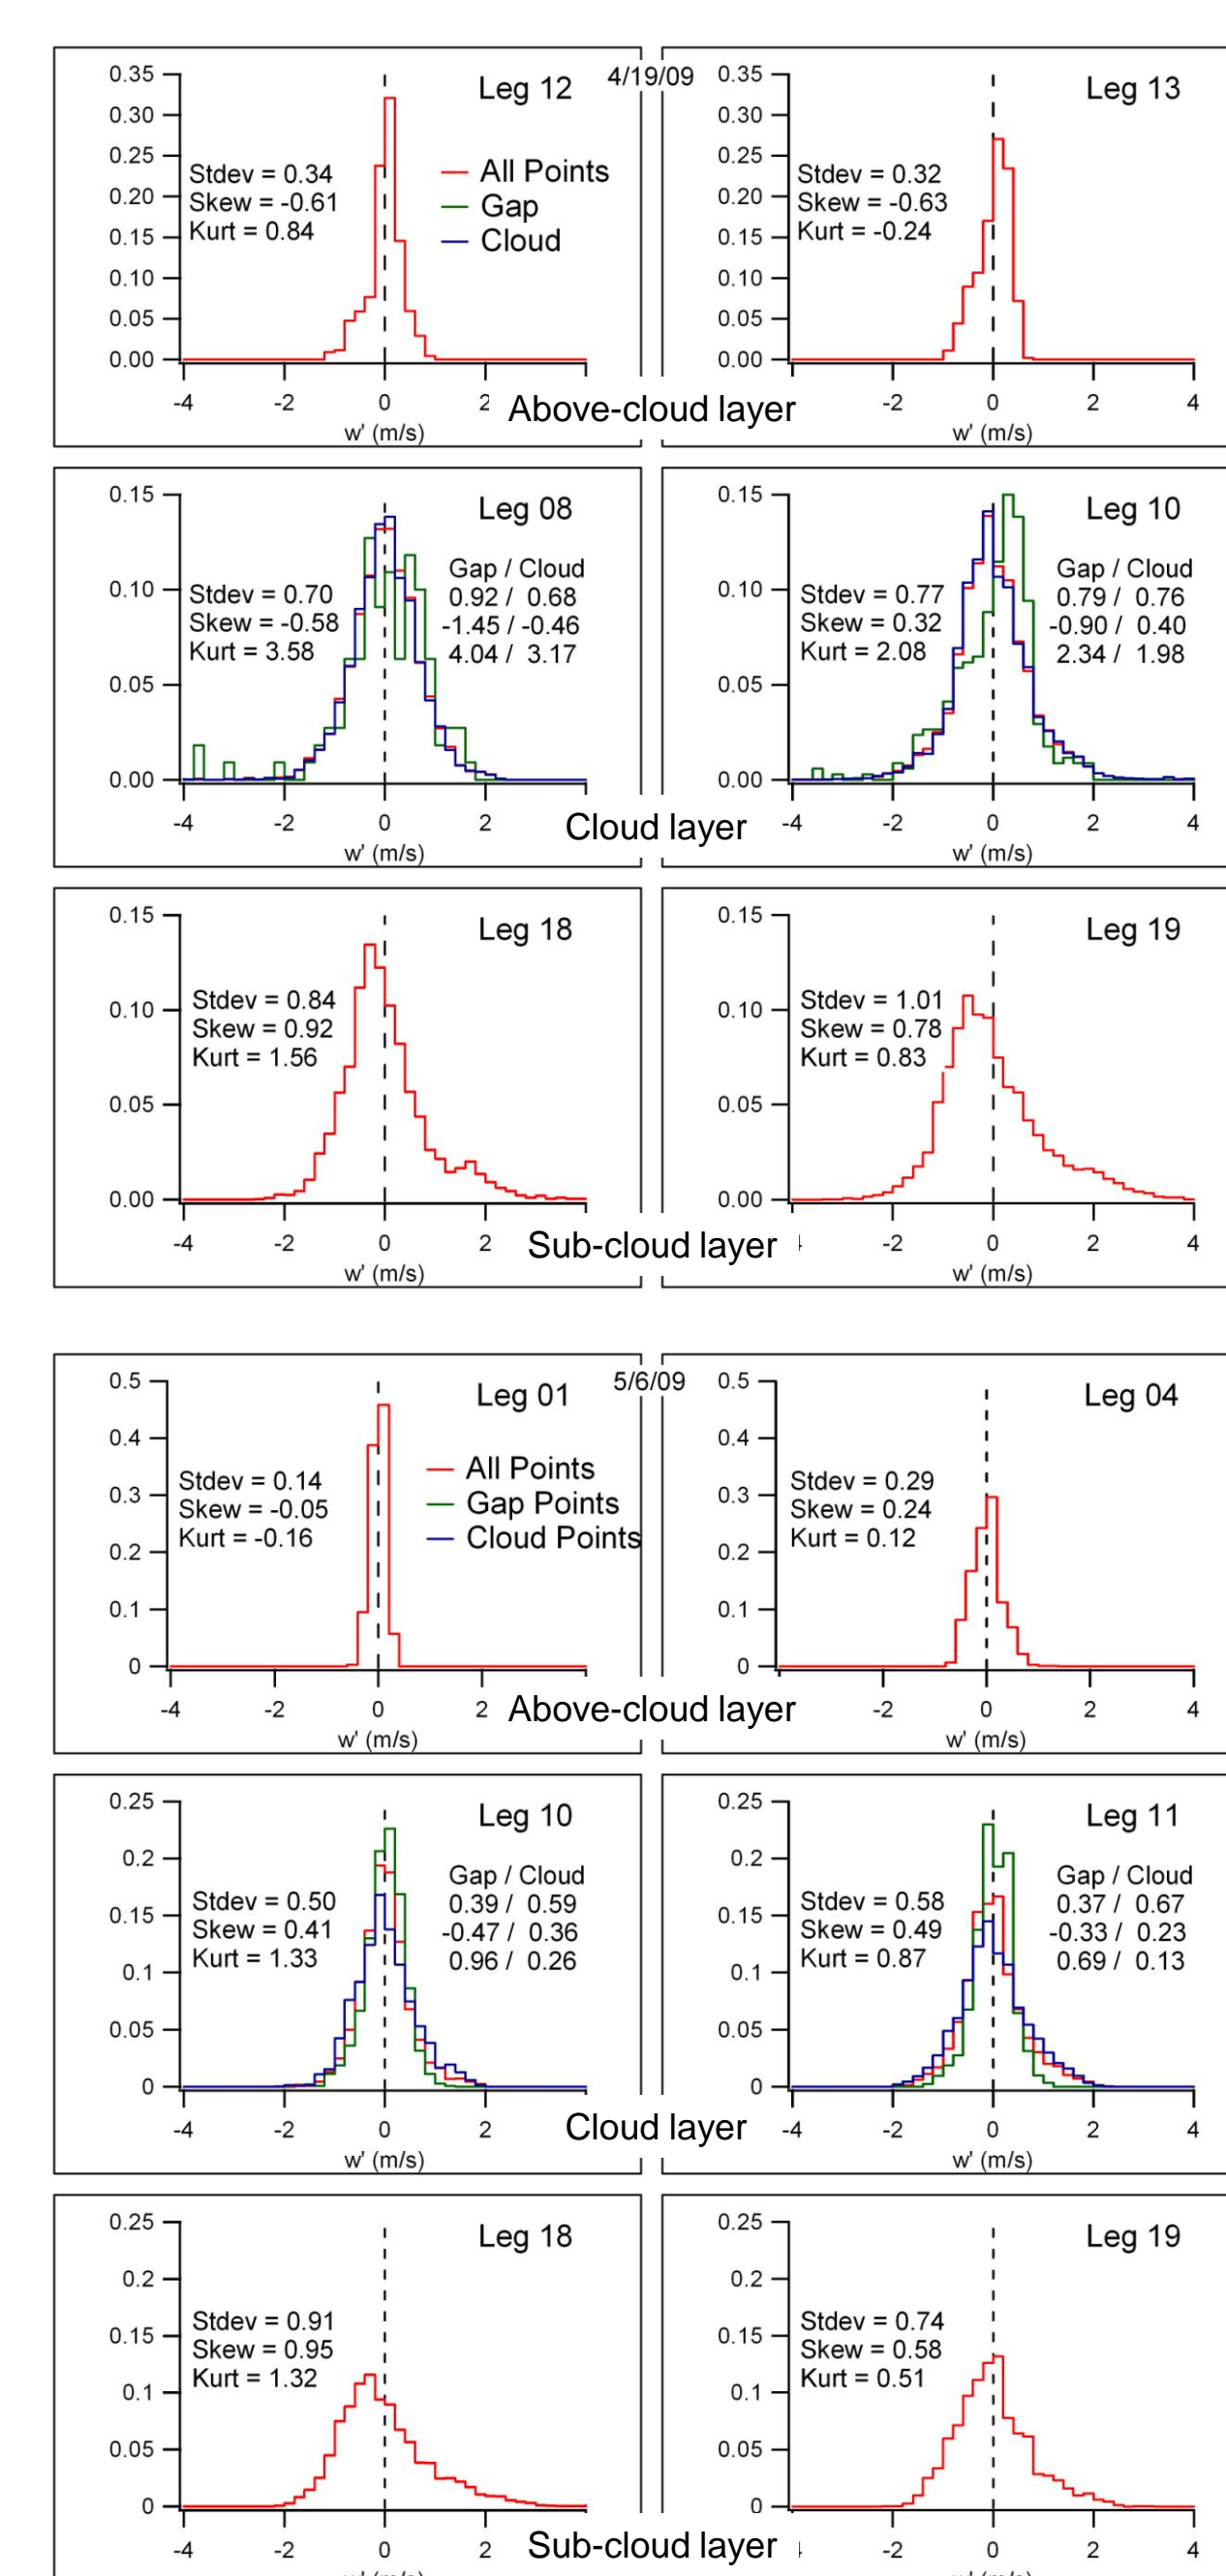 4/19/09
Leg 12
0.35
0.30
0.25
0.20
0.15
0.10
0.05
0.00
Stdev = 0.34
Skew = -0.61
Kurt = 0.84
All Points
Gap
Cloud
-4 -2 0 2
w' (m/s)
Leg 13
0.35
0.30
0.25
0.20
0.15
0.10
0.05
0.00
Stdev = 0.32
Skew = -0.63
Kurt = -0.24
-2 0 2 4
w' (m/s)
Above-cloud layer
Leg 08
0.15
0.10
0.05
0.00
Stdev = 0.70
Skew = -0.58
Kurt = 3.58
Gap / Cloud
0.92 / 0.68
-1.45 / -0.46
4.04 / 3.17
-4 -2 0 2
w' (m/s)
Leg 10
0.15
0.10
0.05
0.00
Stdev = 0.77
Skew = 0.32
Kurt = 2.08
Gap / Cloud
0.79 / 0.76
-0.90 / 0.40
2.34 / 1.98
-4 -2 0 2 4
w' (m/s)
Cloud layer
Leg 18
0.15
0.10
0.05
0.00
Stdev = 0.84
Skew = 0.92
Kurt = 1.56
-4 -2 0 2
w' (m/s)
Leg 19
0.15
0.10
0.05
0.00
Stdev = 1.01
Skew = 0.78
Kurt = 0.83
-2 0 2 4
w' (m/s)
Sub-cloud layer
5/6/09
Leg 01
0.5
0.4
0.3
0.2
0.1
0
Stdev = 0.14
Skew = -0.05
Kurt = -0.16
All Points
Gap Points
Cloud Points
-4 -2 0 2
w' (m/s)
Leg 04
0.5
0.4
0.3
0.2
0.1
0
Stdev = 0.29
Skew = 0.24
Kurt = 0.12
-2 0 2 4
w' (m/s)
Above-cloud layer
Leg 10
0.25
0.2
0.15
0.1
0.05
0
Stdev = 0.50
Skew = 0.41
Kurt = 1.33
Gap / Cloud
0.39 / 0.59
-0.47 / 0.36
0.96 / 0.26
-4 -2 0 2
w' (m/s)
Leg 11
0.25
0.2
0.15
0.1
0.05
0
Stdev = 0.58
Skew = 0.49
Kurt = 0.87
Gap / Cloud
0.37 / 0.67
-0.33 / 0.23
0.69 / 0.13
-4 -2 0 2 4
w' (m/s)
Cloud layer
Leg 18
0.25
0.2
0.15
0.1
0.05
0
Stdev = 0.91
Skew = 0.95
Kurt = 1.32
-4 -2 0 2
Leg 19
0.25
0.2
0.15
0.1
0.05
0
Stdev = 0.74
Skew = 0.58
Kurt = 0.51
-2 0 2 4
Sub-cloud layer